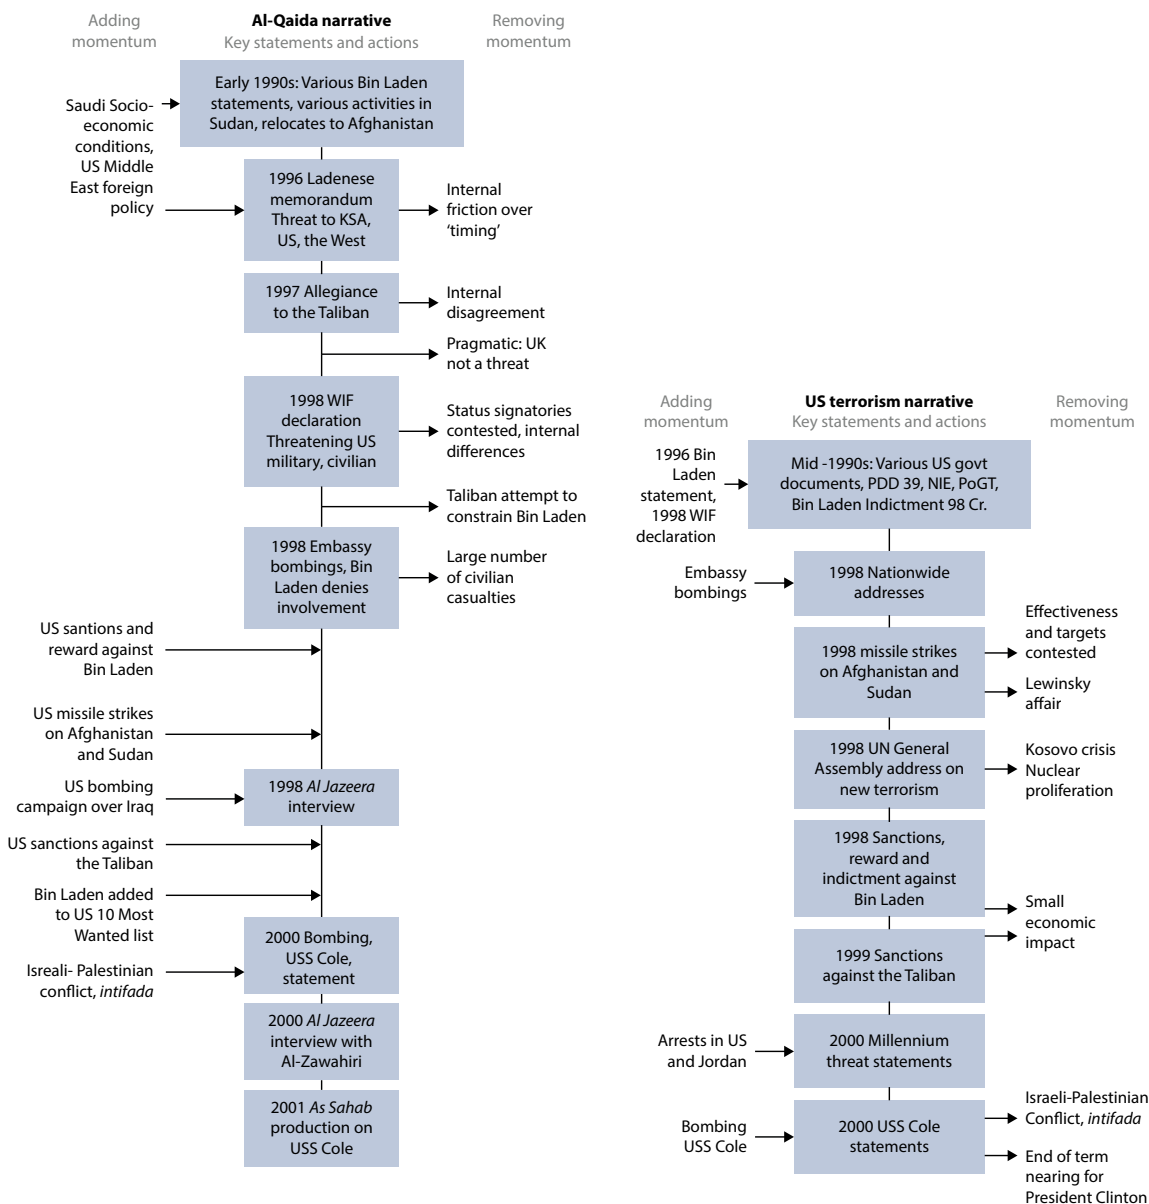 Adding
momentum
Al-Qaida narrative
Key statements and actions
Removing
momentum
Early 1990s: Various Bin Laden
statements, various activities in
Sudan, relocates to Afghanistan
Saudi Socio-
economic
conditions,
US Middle
East foreign
policy
1996 Ladenese
memorandum
Threat to KSA,
US, the West
Internal
friction over
‘timing’
1997 Allegiance
to the Taliban
Internal
disagreement
Pragmatic: UK
not a threat
1998 WIF
declaration
Threatening US
military, civilian
Status signatories
contested, internal
differences
Taliban attempt to
constrain Bin Laden
1998 Embassy
bombings, Bin
Laden denies
involvement
Large number
of civilian
casualties
US santions and
reward against
Bin Laden
US missile strikes
on Afghanistan
and Sudan
US bombing
campaign over Iraq
1998 Al Jazeera
interview
US sanctions against
the Taliban
Bin Laden added
to US 10 Most
Wanted list
2000 Bombing,
USS Cole,
statement
Isreali- Palestinian
conflict, intifada
2000 Al Jazeera
interview with
Al-Zawahiri
2001 As Sahab
production on
USS Cole
Adding
momentum
US terrorism narrative
Key statements and actions
Removing
momentum
1996 Bin
Laden
statement,
1998 WIF
declaration
Mid -1990s: Various US govt
documents, PDD 39, NIE, PoGT,
Bin Laden Indictment 98 Cr.
Embassy
bombings
1998 Nationwide
addresses
1998 missile strikes
on Afghanistan and
Sudan
Effectiveness
and targets
contested
Lewinsky
affair
1998 UN General
Assembly address on
new terrorism
Kosovo crisis
Nuclear
proliferation
1998 Sanctions,
reward and
indictment against
Bin Laden
Small
economic
impact
1999 Sanctions
against the Taliban
Arrests in US
and Jordan
2000 Millennium
threat statements
Bombing
USS Cole
2000 USS Cole
statements
Israeli-Palestinian
Conflict, intifada
End of term
nearing for
President Clinton